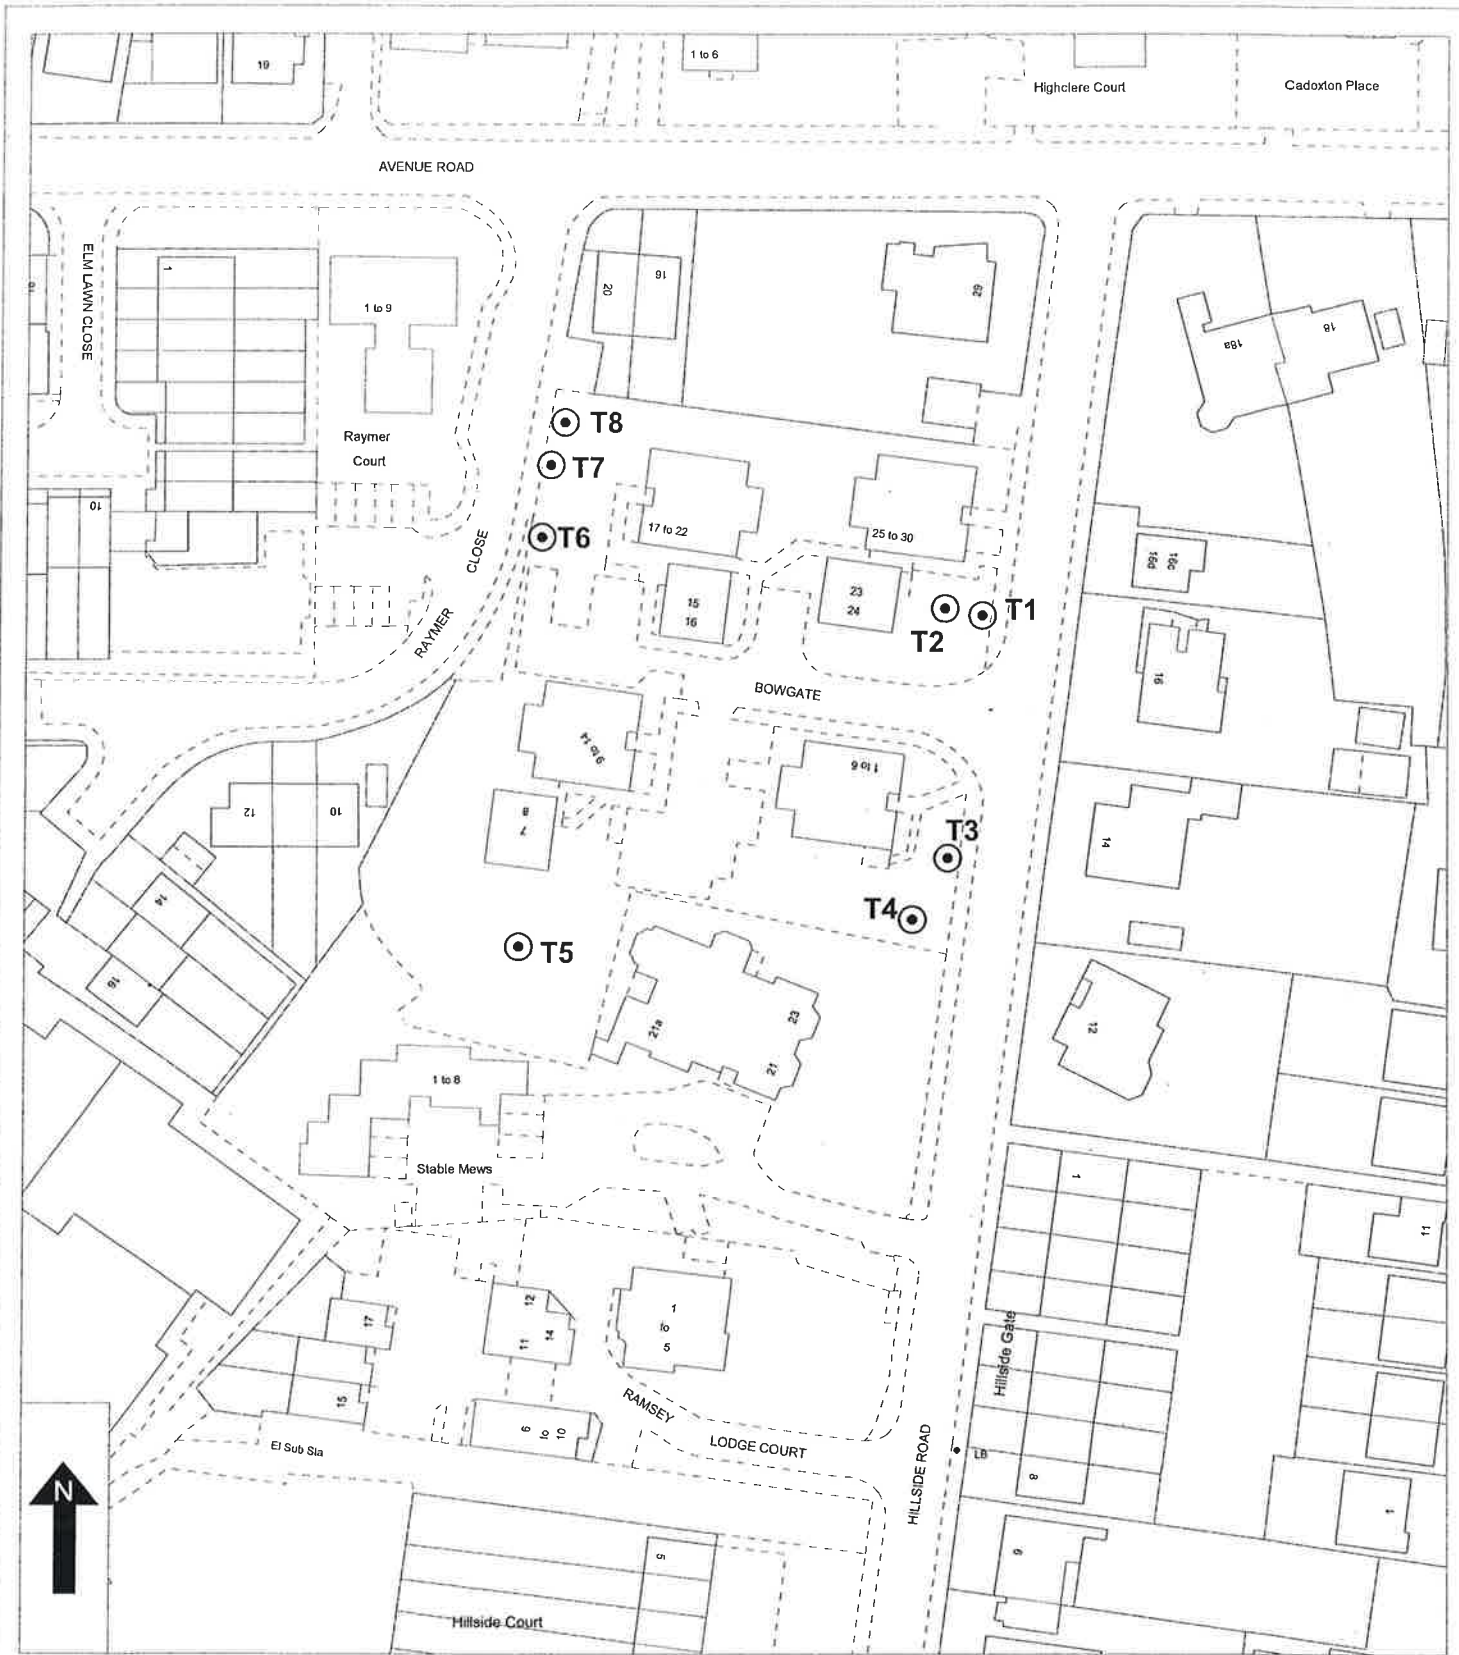 1 to 6
19
Highclere Court
Cadoxton Place
AVENUE ROAD
ELM LAWN CLOSE
1
1 to 9
20
16
29
18a
18
Raymer
Court
T8
T7
T6
10
CLOSE
RAYMER
17 to 22
25 to 30
15
16
23
24
T2
T1
16d
16c
16
BOWGATE
9 to 14
1 to 6
12
10
8
7
T3
14
T4
T5
14
16
21a
23
21
12
1 to 8
Stable Mews
1
11
12
11
14
1
to
5
17
15
Hillside Gate
RAMSEY
LODGE COURT
6
to
10
El Sub Sta
HILLSIDE ROAD
LB
8
1
N
5
9
Hillside Court